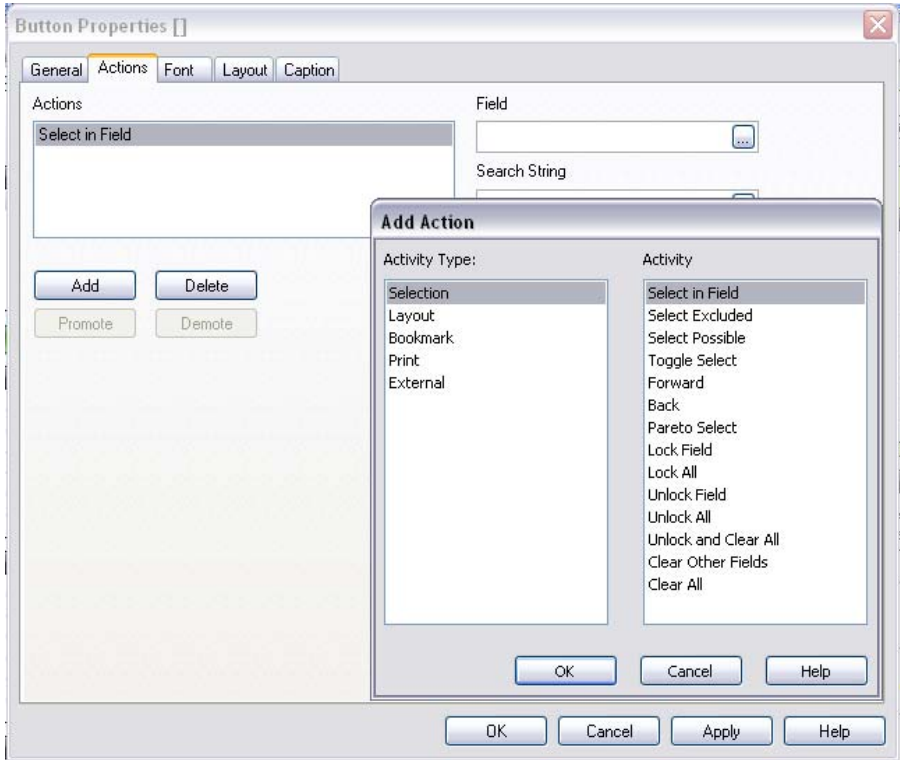 Button Properties []
General Actions Font Layout Caption
Actions
Select in Field
Field
...
Search String
Add Delete
Promote Demote
Add Action
Activity Type:
Selection
Layout
Bookmark
Print
External
Activity
Select in Field
Select Excluded
Select Possible
Toggle Select
Forward
Back
Pareto Select
Lock Field
Lock All
Unlock Field
Unlock All
Unlock and Clear All
Clear Other Fields
Clear All
OK Cancel Help
OK Cancel Apply Help